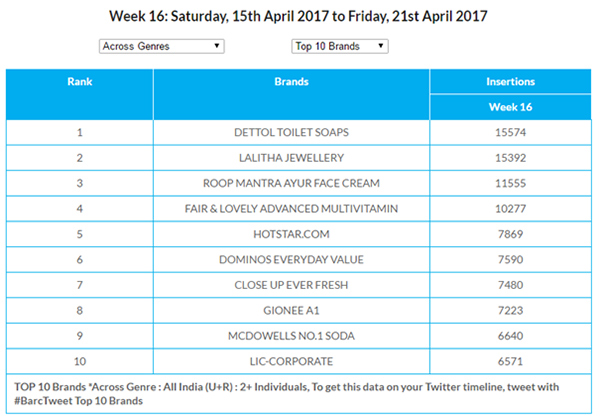 Week 16: Saturday, 15th April 2017 to Friday, 21st April 2017
Across Genres Top 10 Brands
Rank Brands Insertions
Week 16
1 DETTOL TOILET SOAPS 15574
2 LALITHA JEWELLERY 15392
3 ROOP MANTRA AYUR FACE CREAM 11555
4 FAIR & LOVELY ADVANCED MULTIVITAMIN 10277
5 HOTSTAR.COM 7869
6 DOMINOS EVERYDAY VALUE 7590
7 CLOSE UP EVER FRESH 7480
8 GIONEE A1 7223
9 MCDOWELLS NO.1 SODA 6640
10 LIC-CORPORATE 6571
TOP 10 Brands *Across Genre : All India (U+R) : 2+ Individuals, To get this data on your Twitter timeline, tweet with
#BarcTweet Top 10 Brands